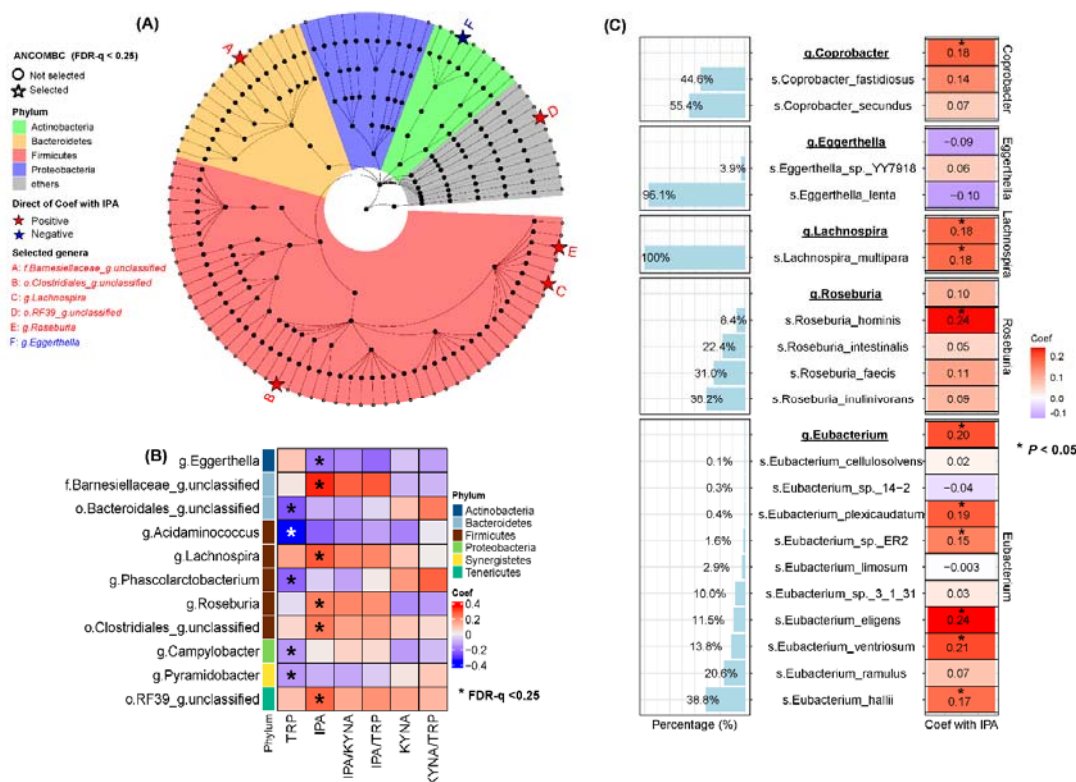 (A)
ANCOMBC (FDR-q < 0.25)
Not selected
Selected
Phylum
Actinobacteria
Bacteroidetes
Firmicutes
Proteobacteria
others
Direct of Coef with IPA
Positive
Negative
Selected genera
A: f.Barnesiellaceae_g.unclassified
B: o.Clostridiales_g.unclassified
C: g.Lachnospira
D: o.RF39_g.unclassified
E: g.Roseburia
F: g.Eggerthella
A
F
D
E
C
B
(B)
g.Eggerthella *
f.Barnesiellaceae_g.unclassified *
o.Bacteroidales_g.unclassified *
g.Acidaminococcus *
g.Lachnospira *
g.Phascolarctobacterium *
g.Roseburia *
o.Clostridiales_g.unclassified *
g.Campylobacter *
g.Pyramidobacter *
o.RF39_g.unclassified *
Phylum
TRP
IPA
IPA/KYNA
IPA/TRP
KYNA
KYNA/TRP
Phylum
Actinobacteria
Bacteroidetes
Firmicutes
Proteobacteria
Synergistetes
Tenericutes
Coef
0.4
0.2
0
−0.2
−0.4
* FDR-q <0.25
(C)
g.Coprobacter * 0.18
44.6% s.Coprobacter_fastidiosus 0.14
55.4% s.Coprobacter_secundus 0.07
Coprobacter
g.Eggerthella −0.09
3.9% s.Eggerthella_sp._YY7918 0.06
96.1% s.Eggerthella_lenta −0.10
Eggerthella
g.Lachnospira * 0.18
100% s.Lachnospira_multipara * 0.18
Lachnospira
g.Roseburia 0.10
8.4% s.Roseburia_hominis * 0.24
22.4% s.Roseburia_intestinalis 0.05
31.0% s.Roseburia_faecis 0.11
38.2% s.Roseburia_inulinivorans 0.09
Roseburia
g.Eubacterium * 0.20
0.1% s.Eubacterium_cellulosolvens 0.02
0.3% s.Eubacterium_sp._14-2 −0.04
0.4% s.Eubacterium_plexicaudatum * 0.19
1.6% s.Eubacterium_sp._ER2 * 0.15
2.9% s.Eubacterium_limosum −0.003
10.0% s.Eubacterium_sp._3_1_31 0.03
11.5% s.Eubacterium_eligens * 0.24
13.8% s.Eubacterium_ventriosum * 0.21
20.6% s.Eubacterium_ramulus 0.07
38.8% s.Eubacterium_hallii * 0.17
Eubacterium
Percentage (%)
Coef with IPA
Coef
0.2
0.1
0.0
-0.1
* P < 0.05